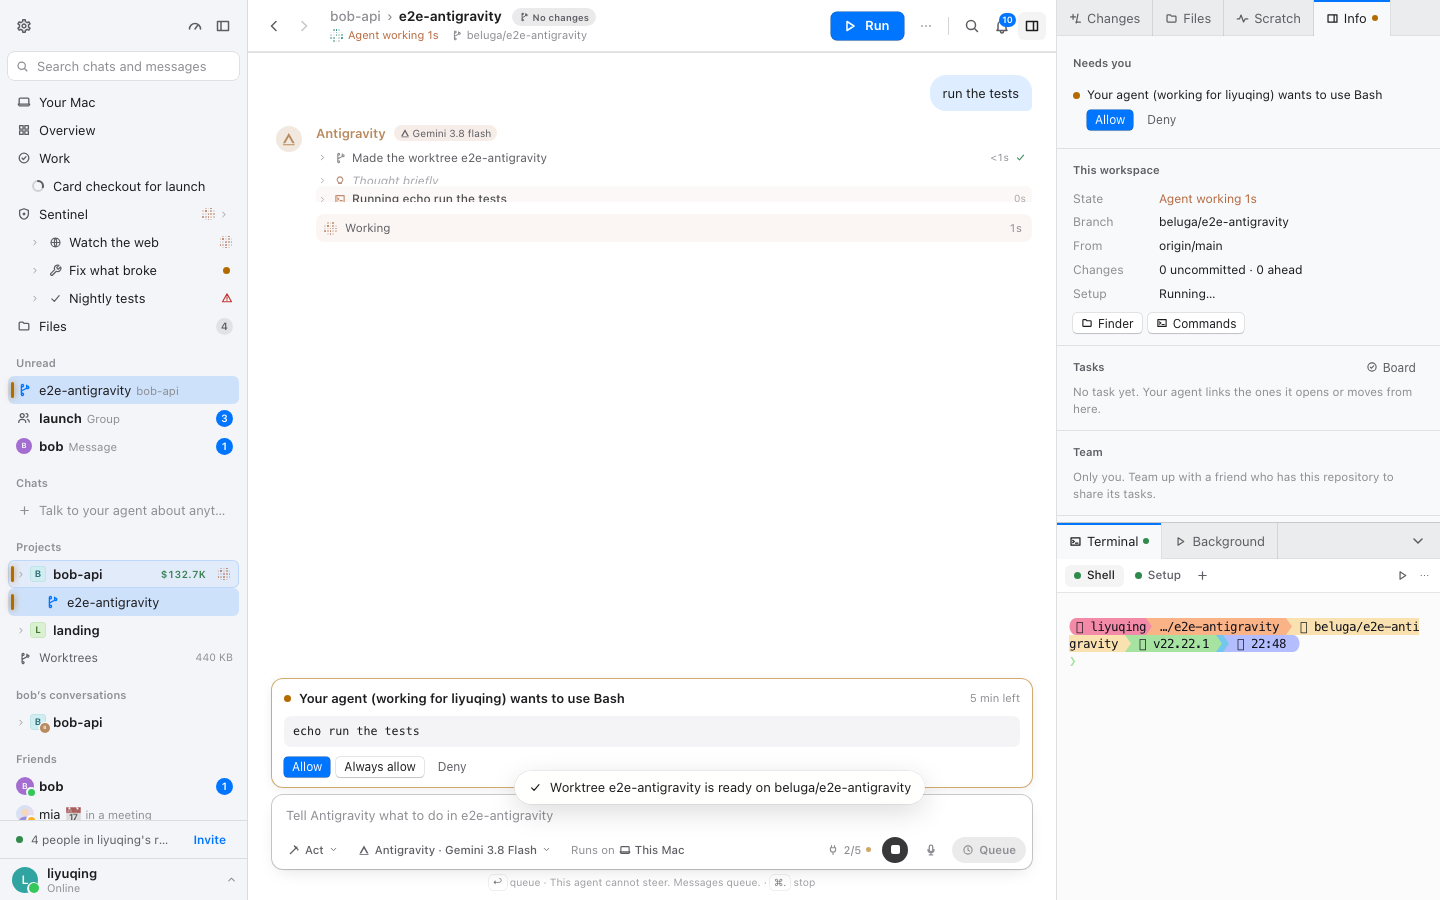 Search chats and messages
Your Mac
Overview
Work
Card checkout for launch
Sentinel
Watch the web
Fix what broke
Nightly tests
Files 4
Unread
e2e-antigravity bob-api
launch Group 3
B bob Message 1
Chats
Talk to your agent about anyt...
Projects
B bob-api $132.7K
e2e-antigravity
L landing
Worktrees 440 KB
bob's conversations
B bob-api
Friends
B bob 1
mia 📅 in a meeting
4 people in liyuqing's r... Invite
L liyuqing
Online
bob-api › e2e-antigravity No changes
Agent working 1s beluga/e2e-antigravity
Run
10
run the tests
Antigravity Gemini 3.8 flash
Made the worktree e2e-antigravity <1s
Thought briefly
Running echo run the tests 0s
Working 1s
Your agent (working for liyuqing) wants to use Bash 5 min left
echo run the tests
Allow Always allow Deny
Worktree e2e-antigravity is ready on beluga/e2e-antigravity
Tell Antigravity what to do in e2e-antigravity
Act Antigravity · Gemini 3.8 Flash Runs on This Mac 2/5 Queue
↩ queue · This agent cannot steer. Messages queue. · ⌘. stop
Changes Files Scratch Info
Needs you
Your agent (working for liyuqing) wants to use Bash
Allow Deny
This workspace
State Agent working 1s
Branch beluga/e2e-antigravity
From origin/main
Changes 0 uncommitted · 0 ahead
Setup Running...
Finder Commands
Tasks Board
No task yet. Your agent links the ones it opens or moves from
here.
Team
Only you. Team up with a friend who has this repository to
share its tasks.
Terminal Background
Shell Setup +
liyuqing …/e2e-antigravity beluga/e2e-anti
gravity v22.22.1 22:48
❯